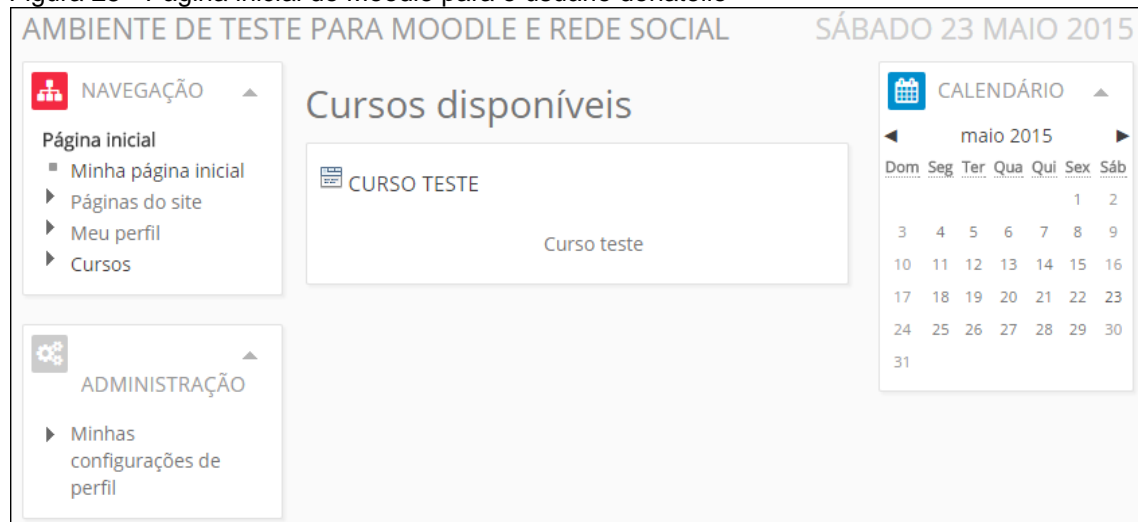 AMBIENTE DE TESTE PARA MOODLE E REDE SOCIAL
SÁBADO 23 MAIO 2015
NAVEGAÇÃO
Página inicial
Minha página inicial
Páginas do site
Meu perfil
Cursos
ADMINISTRAÇÃO
Minhas
configurações de
perfil
Cursos disponíveis
CURSO TESTE
Curso teste
CALENDÁRIO
maio 2015
Dom Seg Ter Qua Qui Sex Sáb
1 2
3 4 5 6 7 8 9
10 11 12 13 14 15 16
17 18 19 20 21 22 23
24 25 26 27 28 29 30
31